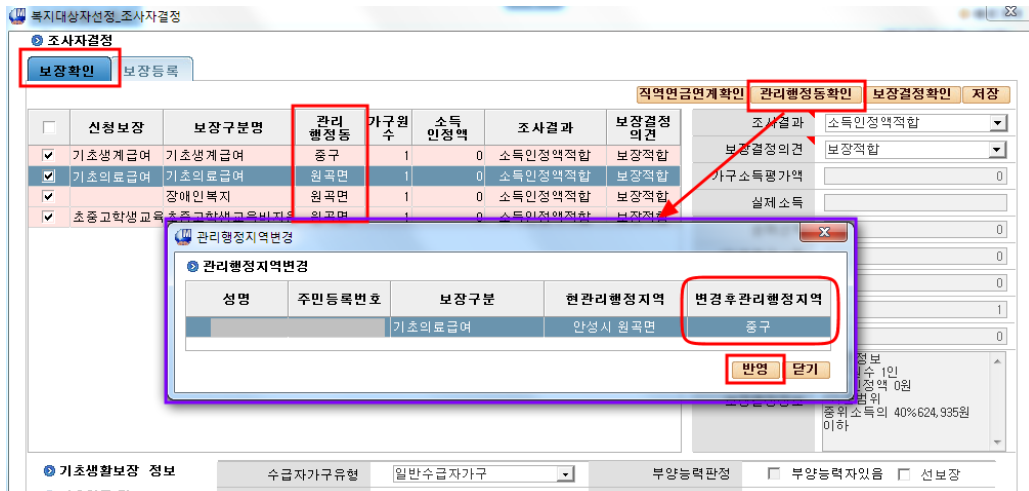 복지대상자선정_조사자결정
조사자결정
보장확인 보장등록
직역연금연계확인 관리행정동확인 보장결정확인 저장
신청보장 보장구분명 관리행정동 가구원수 소득인정액 조사결과 보장결정의견
기초생계급여 기초생계급여 중구 1 0 소득인정액적합 보장적합
기초의료급여 기초의료급여 원곡면 1 0 소득인정액적합 보장적합
장애인복지 원곡면 1 0 소득인정액적합 보장적합
초중고학생교육 초중고학생교육비지원 원곡면 1 0 소득인정액적합 보장적합
조사결과 소득인정액적합
보장결정의견 보장적합
가구소득평가액 0
실제소득
0
0
0
1
0
관리행정지역변경
관리행정지역변경
성명 주민등록번호 보장구분 현관리행정지역 변경후관리행정지역
기초의료급여 안성시 원곡면 중구
반영 닫기
정보
수 1인
정액 0원
범위
중위소득의 40%624,935원
이하
기초생활보장 정보 수급자가구유형 일반수급자가구 부양능력판정 부양능력자있음 선보장